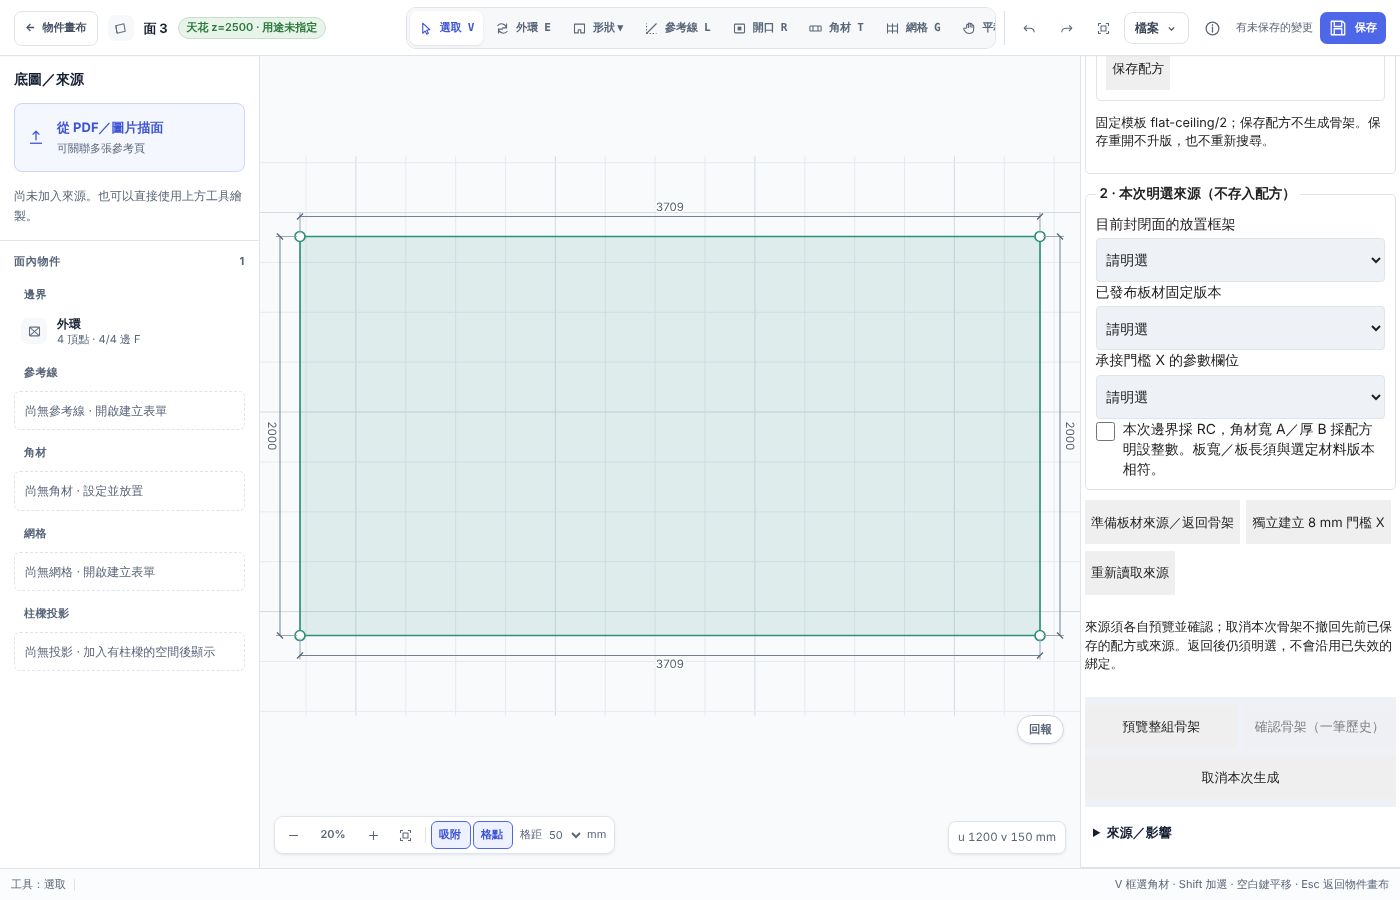 物件畫布
面 3
天花 z=2500 · 用途未指定
選取 V
外環 E
形狀▾
參考線 L
開口 R
角材 T
網格 G
檔案
有未保存的變更
保存
底圖／來源
從 PDF／圖片描面
可關聯多張參考頁
尚未加入來源。也可以直接使用上方工具繪
製。
面內物件 1
邊界
外環
4 頂點 · 4/4 邊 F
參考線
尚無參考線 · 開啟建立表單
角材
尚無角材 · 設定並放置
網格
尚無網格 · 開啟建立表單
柱樑投影
尚無投影 · 加入有柱樑的空間後顯示
3709
2000
2000
3709
回報
20%
吸附
格點
格距 50 mm
u 1200 v 150 mm
保存配方
固定模板 flat-ceiling/2；保存配方不生成骨架。保
存重開不升版，也不重新搜尋。
2 · 本次明選來源（不存入配方）
目前封閉面的放置框架
請明選
已發布板材固定版本
請明選
承接門檻 X 的參數欄位
請明選
本次邊界採 RC，角材寬 A／厚 B 採配方
明設整數。板寬／板長須與選定材料版本
相符。
準備板材來源／返回骨架
獨立建立 8 mm 門檻 X
重新讀取來源
來源須各自預覽並確認；取消本次骨架不撤回先前已保
存的配方或來源。返回後仍須明選，不會沿用已失效的
綁定。
預覽整組骨架
確認骨架（一筆歷史）
取消本次生成
▶ 來源／影響
工具：選取
V 框選角材 · Shift 加選 · 空白鍵平移 · Esc 返回物件畫布